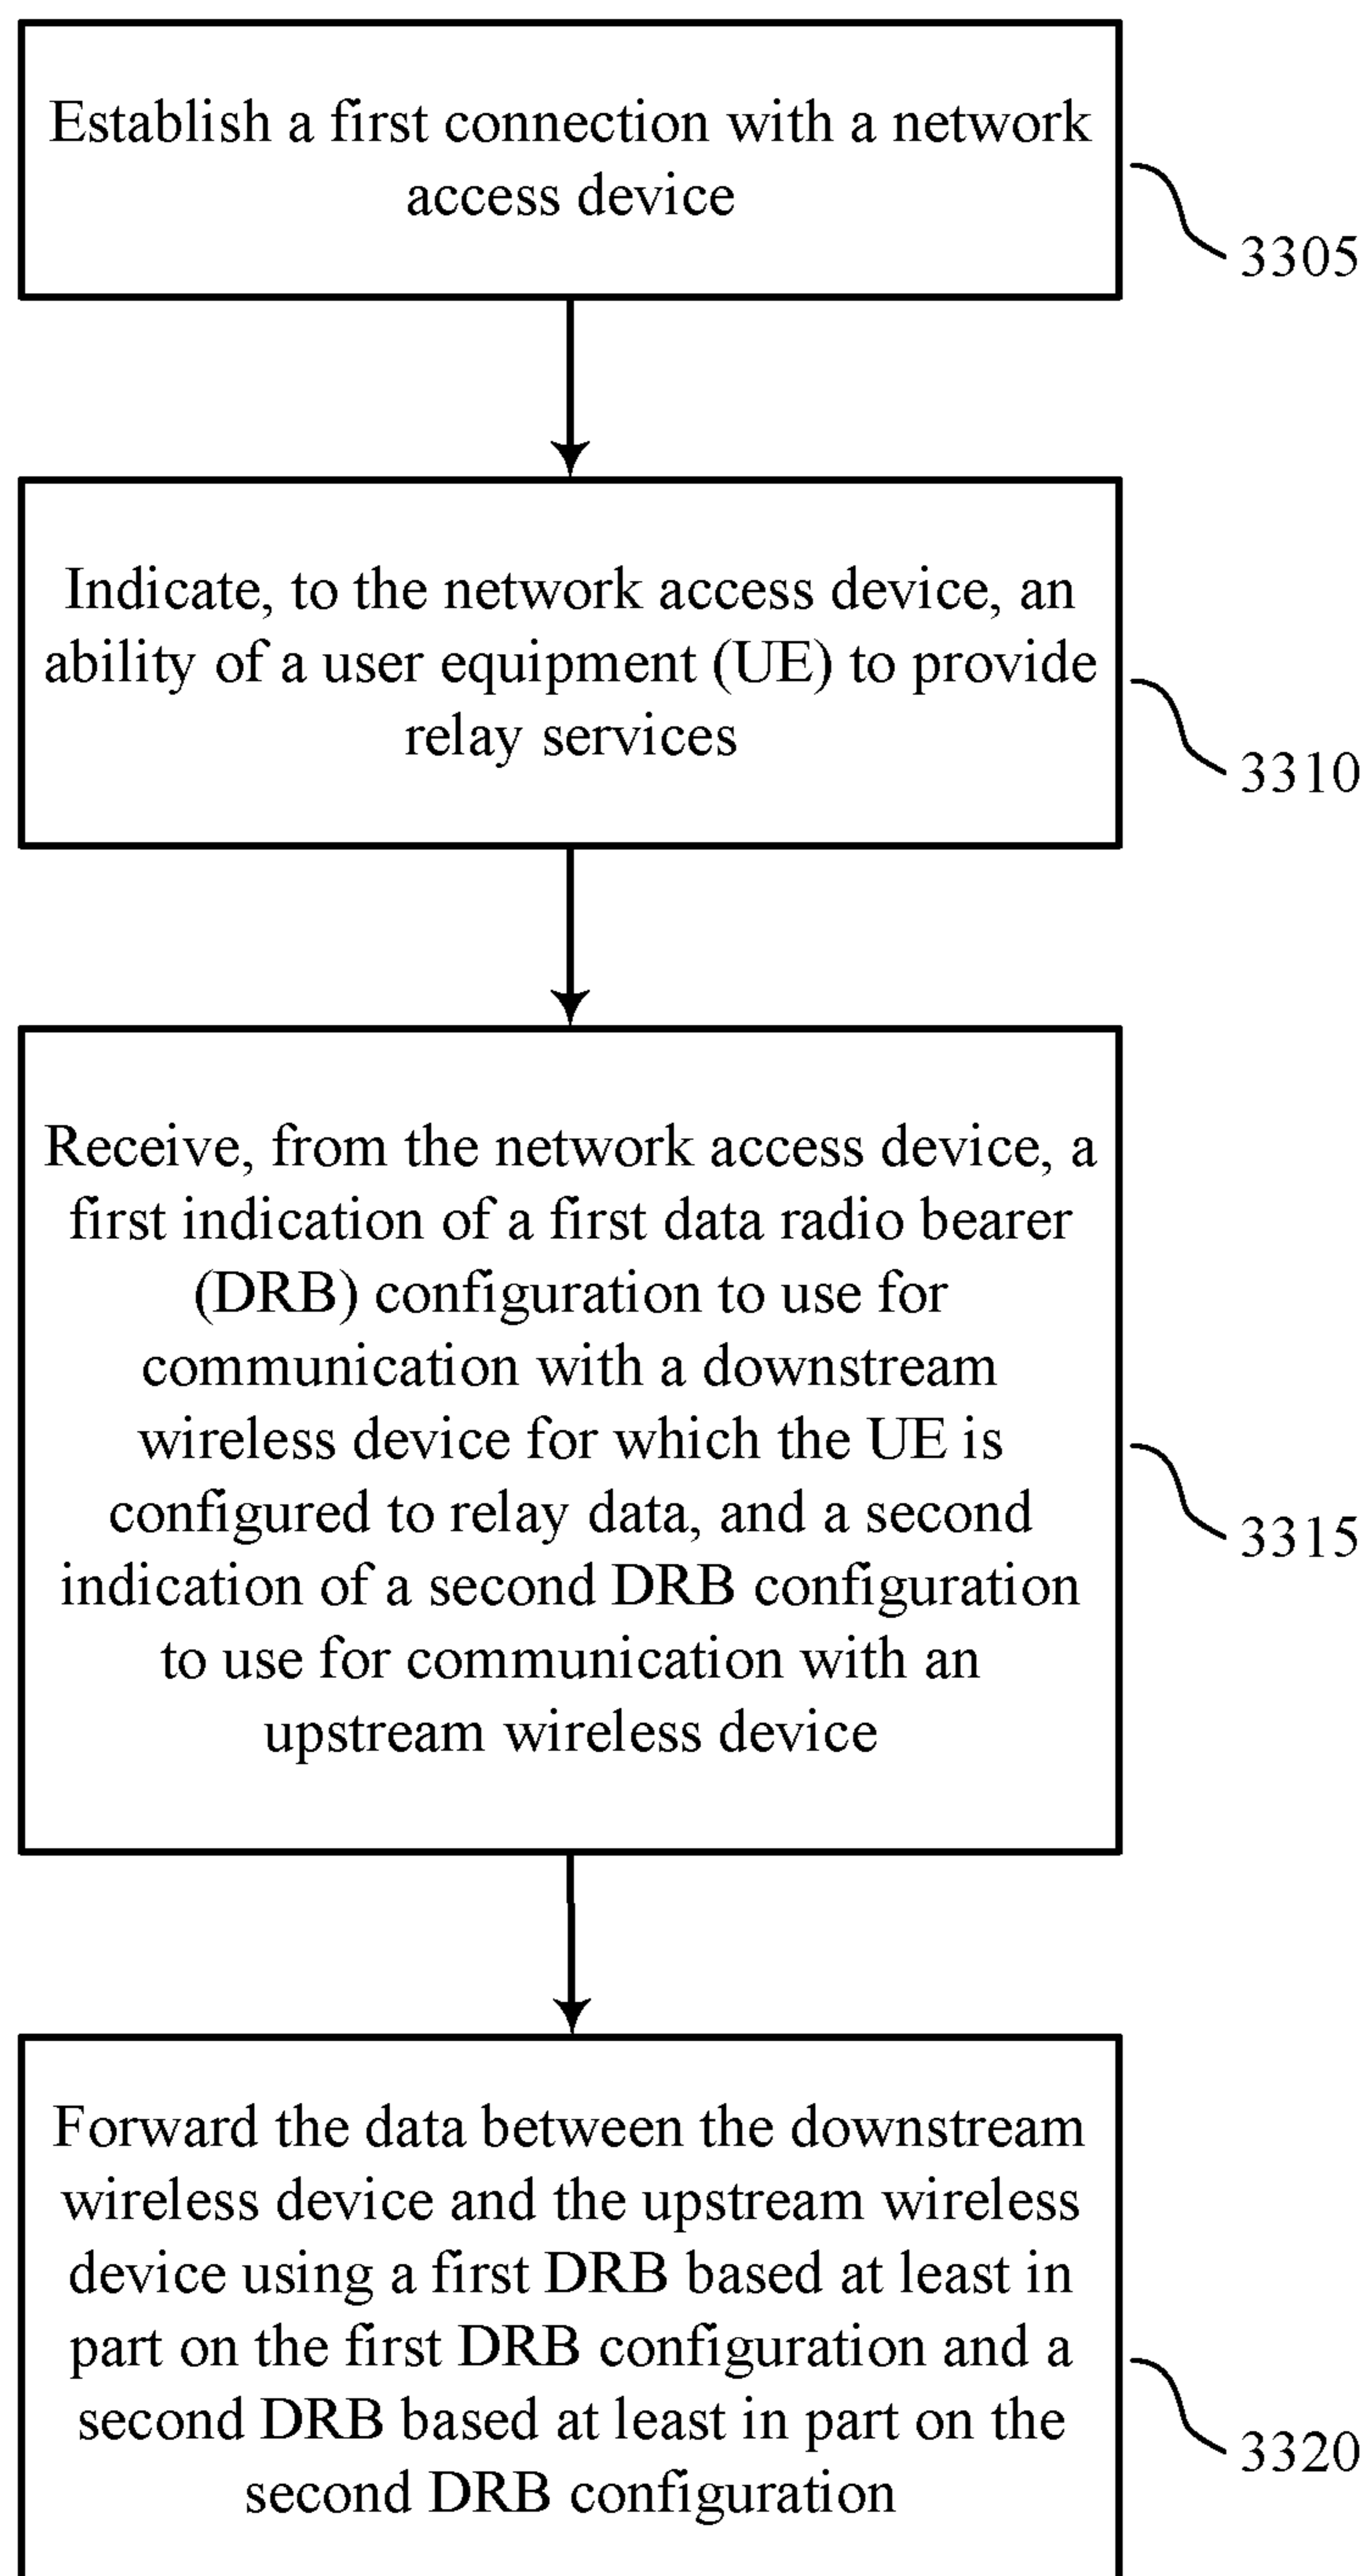 Establish a first connection with a network
access device
3305
Indicate, to the network access device, an
ability of a user equipment (UE) to provide
relay services
3310
Receive, from the network access device, a
first indication of a first data radio bearer
(DRB) configuration to use for
communication with a downstream
wireless device for which the UE is
configured to relay data, and a second
indication of a second DRB configuration
to use for communication with an
upstream wireless device
3315
Forward the data between the downstream
wireless device and the upstream wireless
device using a first DRB based at least in
part on the first DRB configuration and a
second DRB based at least in part on the
second DRB configuration
3320